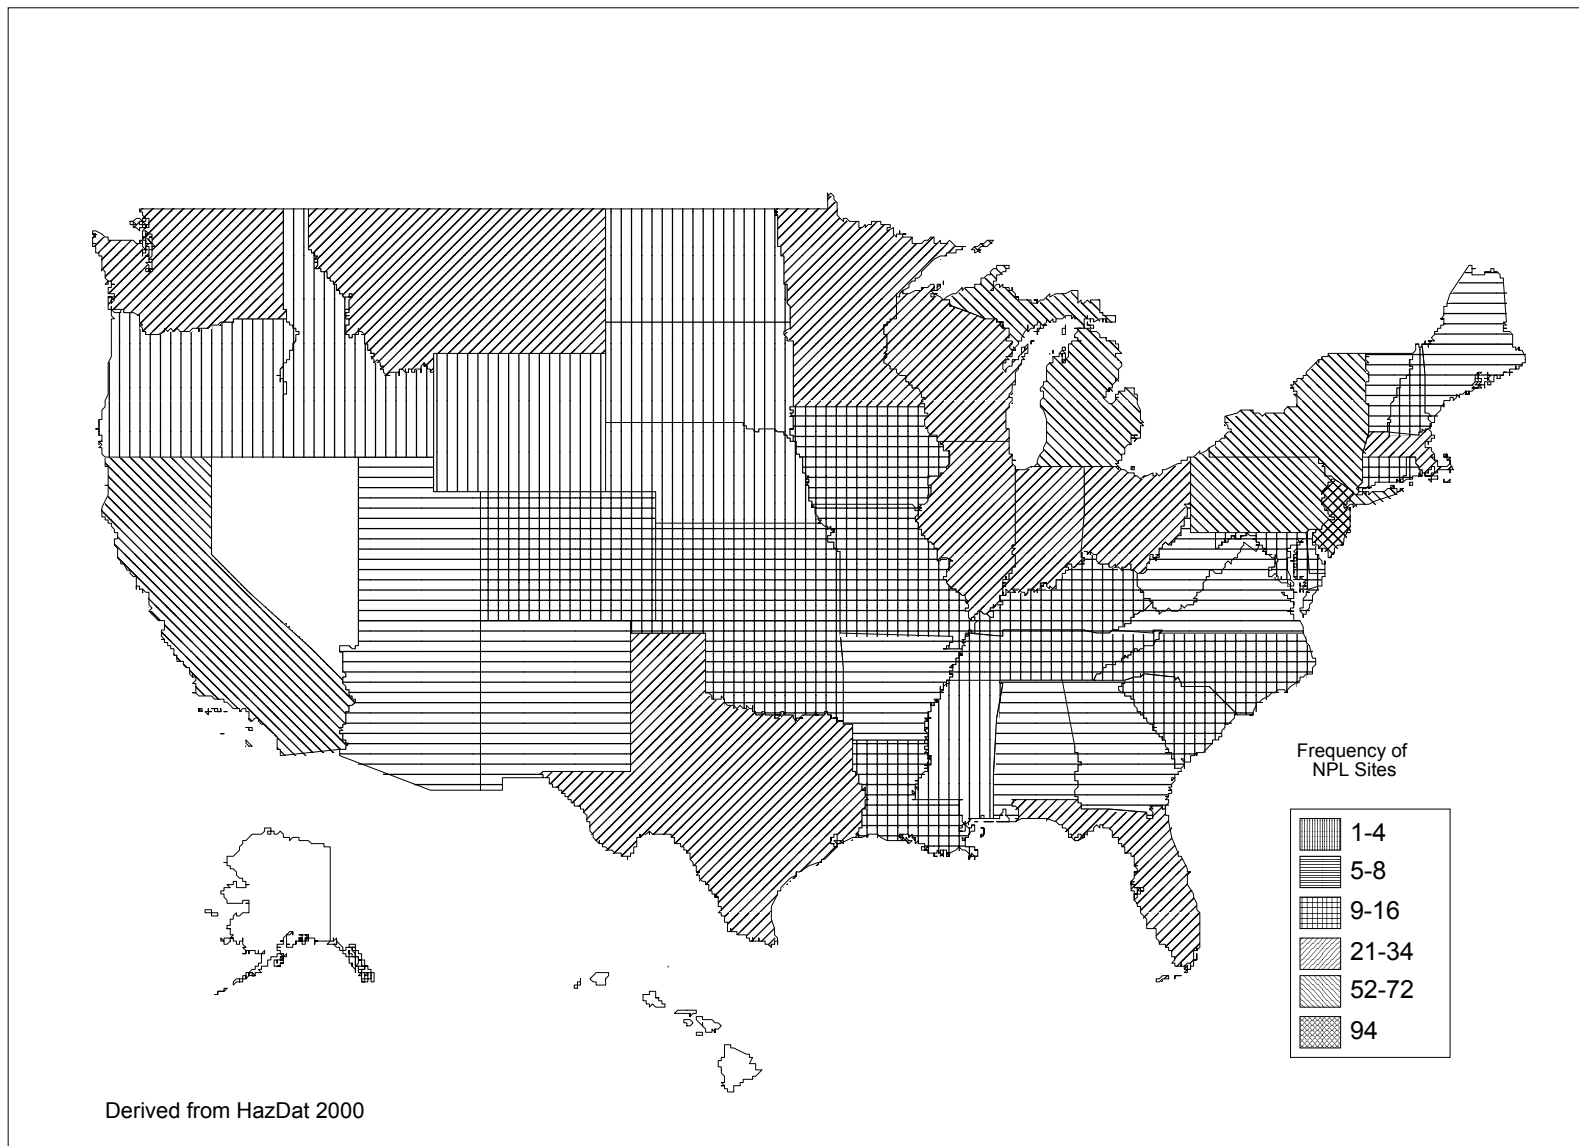 Frequency of
NPL Sites
1-4
5-8
9-16
21-34
52-72
94
Derived from HazDat 2000